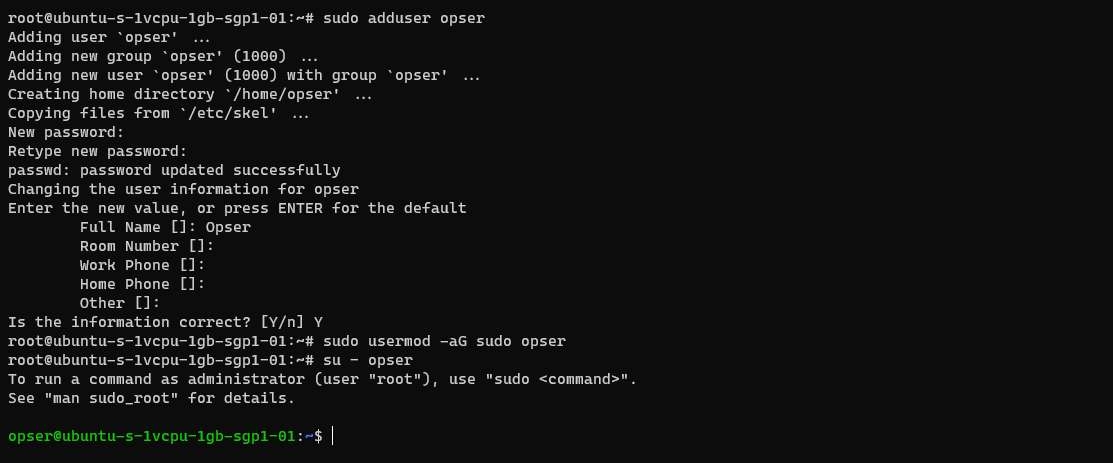 root@ubuntu-s-1vcpu-1gb-sgp1-01:~# sudo adduser opser
Adding user `opser' ...
Adding new group `opser' (1000) ...
Adding new user `opser' (1000) with group `opser' ...
Creating home directory `/home/opser' ...
Copying files from `/etc/skel' ...
New password:
Retype new password:
passwd: password updated successfully
Changing the user information for opser
Enter the new value, or press ENTER for the default
        Full Name []: Opser
        Room Number []:
        Work Phone []:
        Home Phone []:
        Other []:
Is the information correct? [Y/n] Y
root@ubuntu-s-1vcpu-1gb-sgp1-01:~# sudo usermod -aG sudo opser
root@ubuntu-s-1vcpu-1gb-sgp1-01:~# su - opser
To run a command as administrator (user "root"), use "sudo <command>".
See "man sudo_root" for details.

opser@ubuntu-s-1vcpu-1gb-sgp1-01:~$